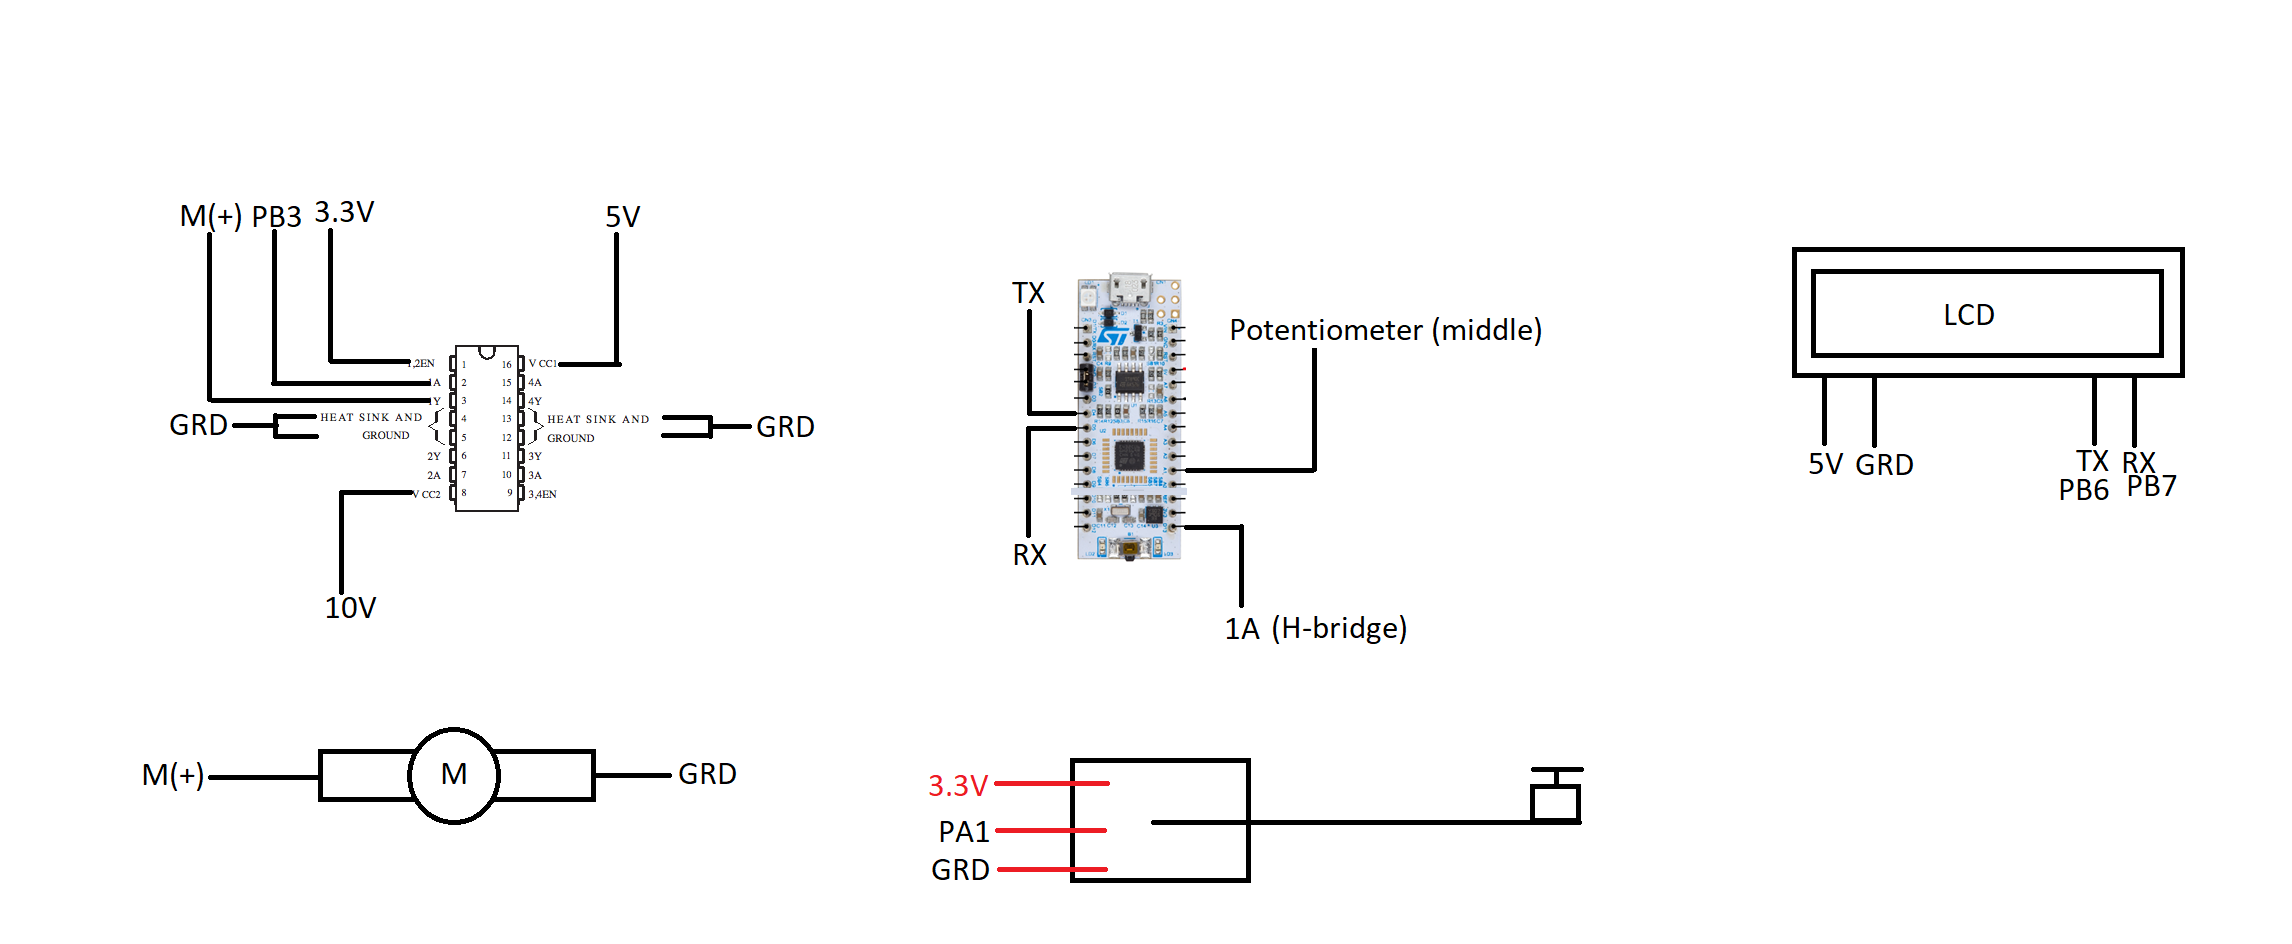 M(+) PB3 3.3V
5V
1,2EN 1 16 V CC1
1A 2 15 4A
1Y 3 14 4Y
GRD HEAT SINK AND 4 13 HEAT SINK AND GRD
GROUND 5 12 GROUND
2Y 6 11 3Y
2A 7 10 3A
V CC2 8 9 3,4EN
10V
M(+) M GRD
TX
ST
Potentiometer (middle)
RX
1A (H-bridge)
3.3V
PA1
GRD
LCD
5V GRD
TX RX
PB6 PB7